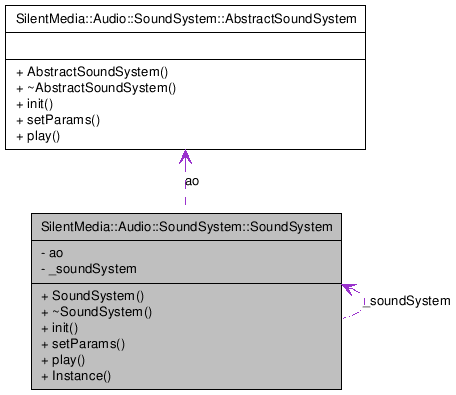 SilentMedia::Audio::SoundSystem::AbstractSoundSystem
+ AbstractSoundSystem()
+ ~AbstractSoundSystem()
+ init()
+ setParams()
+ play()
ao
SilentMedia::Audio::SoundSystem::SoundSystem
- ao
- _soundSystem
+ SoundSystem()
+ ~SoundSystem()
+ init()
+ setParams()
+ play()
+ Instance()
_soundSystem